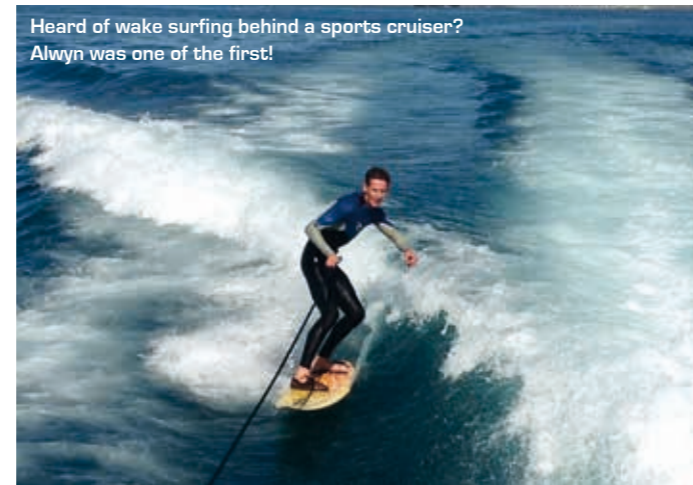 Heard of wake surfing behind a sports cruiser?
Alwyn was one of the first!